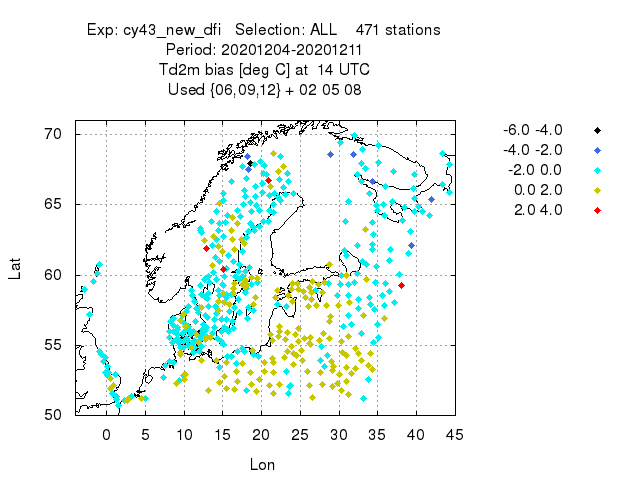 Exp: cy43_new_dfi   Selection: ALL    471 stations
Period: 20201204-20201211
Td2m bias [deg C] at  14 UTC
Used {06,09,12} + 02 05 08
-6.0 -4.0
-4.0 -2.0
-2.0 0.0
0.0 2.0
2.0 4.0
70
65
60
55
50
Lat
0 5 10 15 20 25 30 35 40 45
Lon